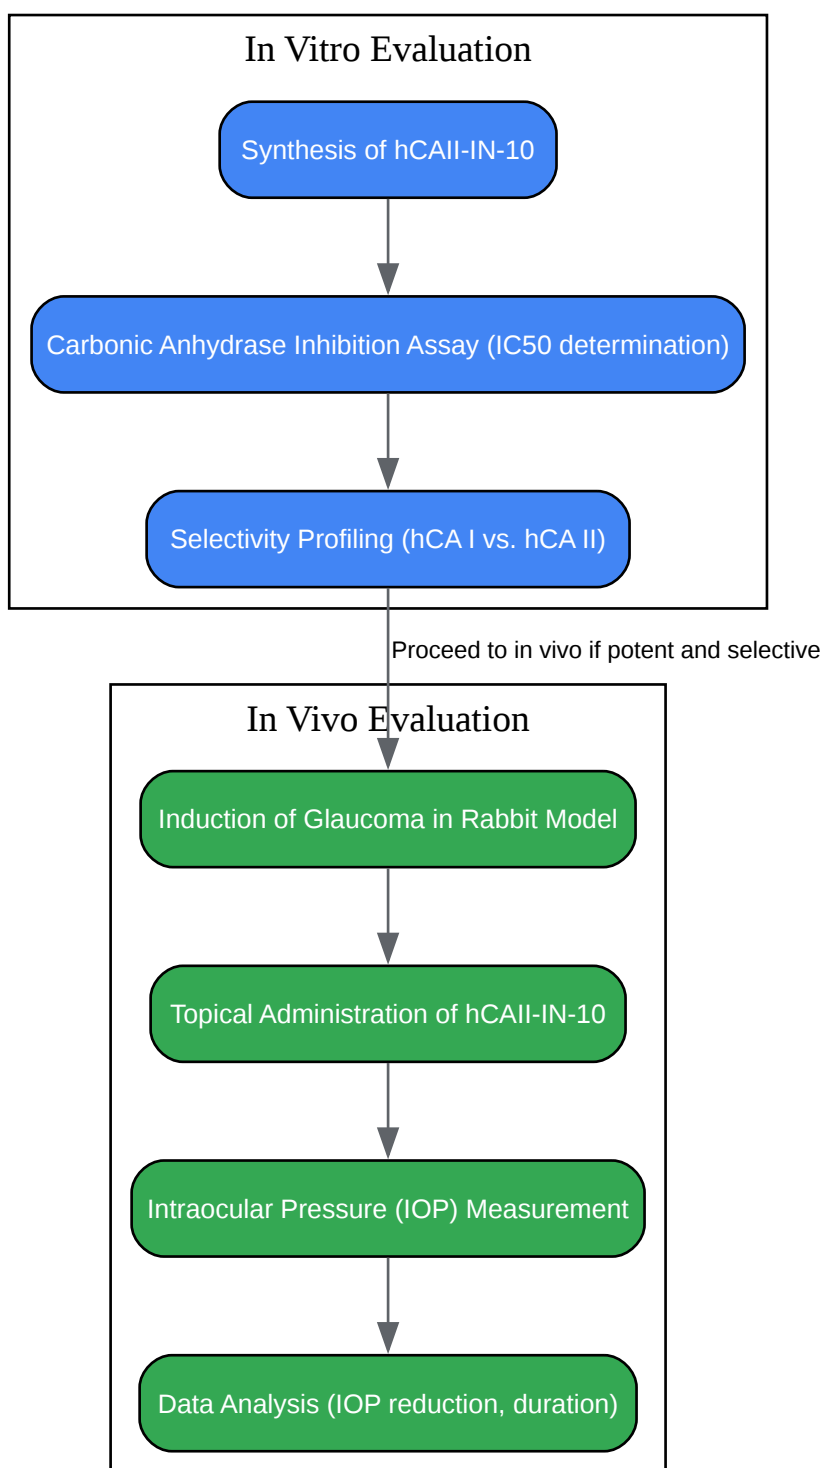 In Vitro Evaluation
Synthesis of hCAII-IN-10
Carbonic Anhydrase Inhibition Assay (IC50 determination)
Selectivity Profiling (hCA I vs. hCA II)
Proceed to in vivo if potent and selective
In Vivo Evaluation
Induction of Glaucoma in Rabbit Model
Topical Administration of hCAII-IN-10
Intraocular Pressure (IOP) Measurement
Data Analysis (IOP reduction, duration)